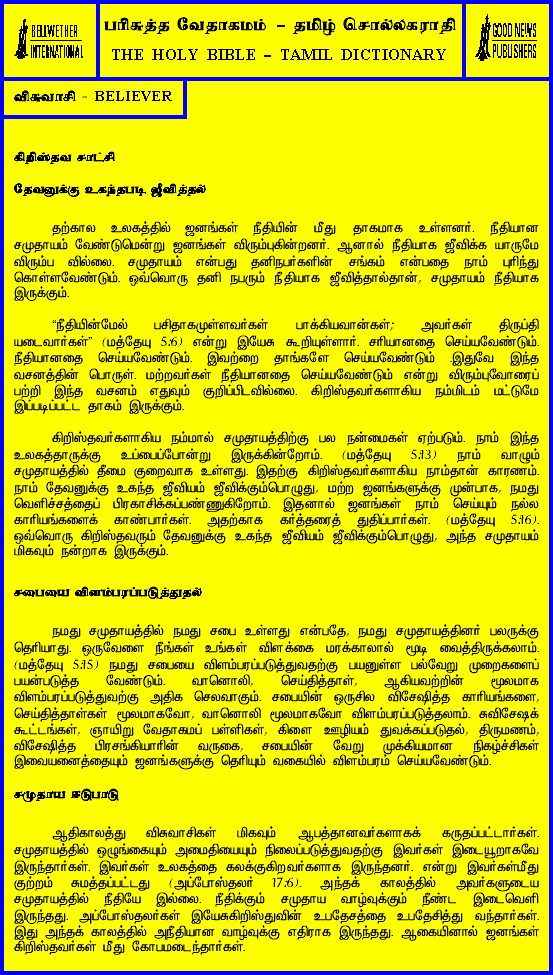 BELLWETHER
INTERNATIONAL
பரிசுத்த வேதாகமம் – தமிழ் சொல்லகராதி
THE HOLY BIBLE – TAMIL DICTIONARY
GOOD NEWS
PUBLISHERS
விசுவாசி - BELIEVER
கிறிஸ்தவ சாட்சி
தேவனுக்கு உகந்தபடி ஜீவித்தல்
தற்கால உலகத்தில் ஜனங்கள் நீதியின் மீது தாகமாக உள்ளனர். நீதியான
சமுதாயம் வேண்டுமென்று ஜனங்கள் விரும்புகின்றனர். ஆனால் நீதியாக ஜீவிக்க யாருமே
விரும்ப வில்லை. சமுதாயம் என்பது தனிநபர்களின் சங்கம் என்பதை நாம் புரிந்து
கொள்ளவேண்டும். ஒவ்வொரு தனி நபரும் நீதியாக ஜீவித்தால்தான், சமுதாயம் நீதியாக
இருக்கும்.
“நீதியின்மேல் பசிதாகமுள்ளவர்கள் பாக்கியவான்கள்; அவர்கள் திருப்தி
யடைவார்கள்” (மத்தேயு 5:6) என்று இயேசு கூறியுள்ளார். சரியானதை செய்யவேண்டும்.
நீதியானதை செய்யவேண்டும். இவற்றை தாங்களே செய்யவேண்டும் .இதுவே இந்த
வசனத்தின் பொருள். மற்றவர்கள் நீதியானதை செய்யவேண்டும் என்று விரும்புவோரைப்
பற்றி இந்த வசனம் எதுவும் குறிப்பிடவில்லை. கிறிஸ்தவர்களாகிய நம்மிடம் மட்டுமே
இப்படிப்பட்ட தாகம் இருக்கும்.
கிறிஸ்தவர்களாகிய நம்மால் சமுதாயத்திற்கு பல நன்மைகள் ஏற்படும். நாம் இந்த
உலகத்தாருக்கு உப்பைப்போன்று இருக்கின்றோம். (மத்தேயு 5:13) நாம் வாழும்
சமுதாயத்தில் தீமை குறைவாக உள்ளது. இதற்கு கிறிஸ்தவர்களாகிய நாம்தான் காரணம்.
நாம் தேவனுக்கு உகந்த ஜீவியம் ஜீவிக்கும்பொழுது, மற்ற ஜனங்களுக்கு முன்பாக, நமது
வெளிச்சத்தைப் பிரகாசிக்கப்பண்ணுகிறோம். இதனால் ஜனங்கள் நாம் செய்யும் நல்ல
காரியங்களைக் காண்பார்கள். அதற்காக கர்த்தரைத் துதிப்பார்கள். (மத்தேயு 5:16).
ஒவ்வொரு கிறிஸ்தவரும் தேவனுக்கு உகந்த ஜீவியம் ஜீவிக்கும்பொழுது, அந்த சமுதாயம்
மிகவும் நன்றாக இருக்கும்.
சபையை விளம்பரப்படுத்துதல்
நமது சமுதாயத்தில் நமது சபை உள்ளது என்பதே, நமது சமுதாயத்தினர் பலருக்கு
தெரியாது. ஒருவேளை நீங்கள் உங்கள் விளக்கை மரக்காலால் மூடி வைத்திருக்கலாம்.
(மத்தேயு 5:15) நமது சபையை விளம்பரப்படுத்துவதற்கு பயனுள்ள பல்வேறு முறைகளைப்
பயன்படுத்த வேண்டும். வானொலி, செய்தித்தாள், ஆகியவற்றின் மூலமாக
விளம்பரப்படுத்துவற்கு அதிக செலவாகும். சபையின் ஒருசில விசேஷித்த காரியங்களை,
செய்தித்தாள்கள் மூலமாகவோ, வானொலி மூலமாகவோ விளம்பரப்படுத்தலாம். சுவிசேஷக்
கூட்டங்கள், ஞாயிறு வேதாகமப் பள்ளிகள், கிளை ஊழியம் துவக்கப்படுதல், திருமணம்,
விசேஷித்த பிரசங்கியாரின் வருகை, சபையின் வேறு முக்கியமான நிகழ்ச்சிகள்
இவையனைத்தையும் ஜனங்களுக்கு தெரியும் வகையில் விளம்பரம் செய்யவேண்டும்.
சமுதாய ஈடுபாடு
ஆதிகாலத்து விசுவாசிகள் மிகவும் ஆபத்தானவர்களாகக் கருதப்பட்டார்கள்.
சமுதாயத்தில் ஒழுங்கையும் அமைதியையும் நிலைப்படுத்துவதற்கு இவர்கள் இடையூறாகவே
இருந்தார்கள். இவர்கள் உலகத்தை கலக்குகிறவர்களாக இருந்தனர். என்று இவர்கள்மீது
குற்றம் சுமத்தப்பட்டது (அப்போஸ்தலர் 17:6). அந்தக் காலத்தில் அவர்களுடைய
சமுதாயத்தில் நீதியே இல்லை. நீதிக்கும் சமுதாய வாழ்வுக்கும் நீண்ட இடைவெளி
இருந்தது. அப்போஸ்தலர்கள் இயேசுகிறிஸ்துவின் உபதேசத்தை உபதேசித்து வந்தார்கள்.
இது அந்தக் காலத்தில் அநீதியான வாழ்வுக்கு எதிராக இருந்தது. ஆகையினால் ஜனங்கள்
கிறிஸ்தவர்கள் மீது கோபமடைந்தார்கள்.